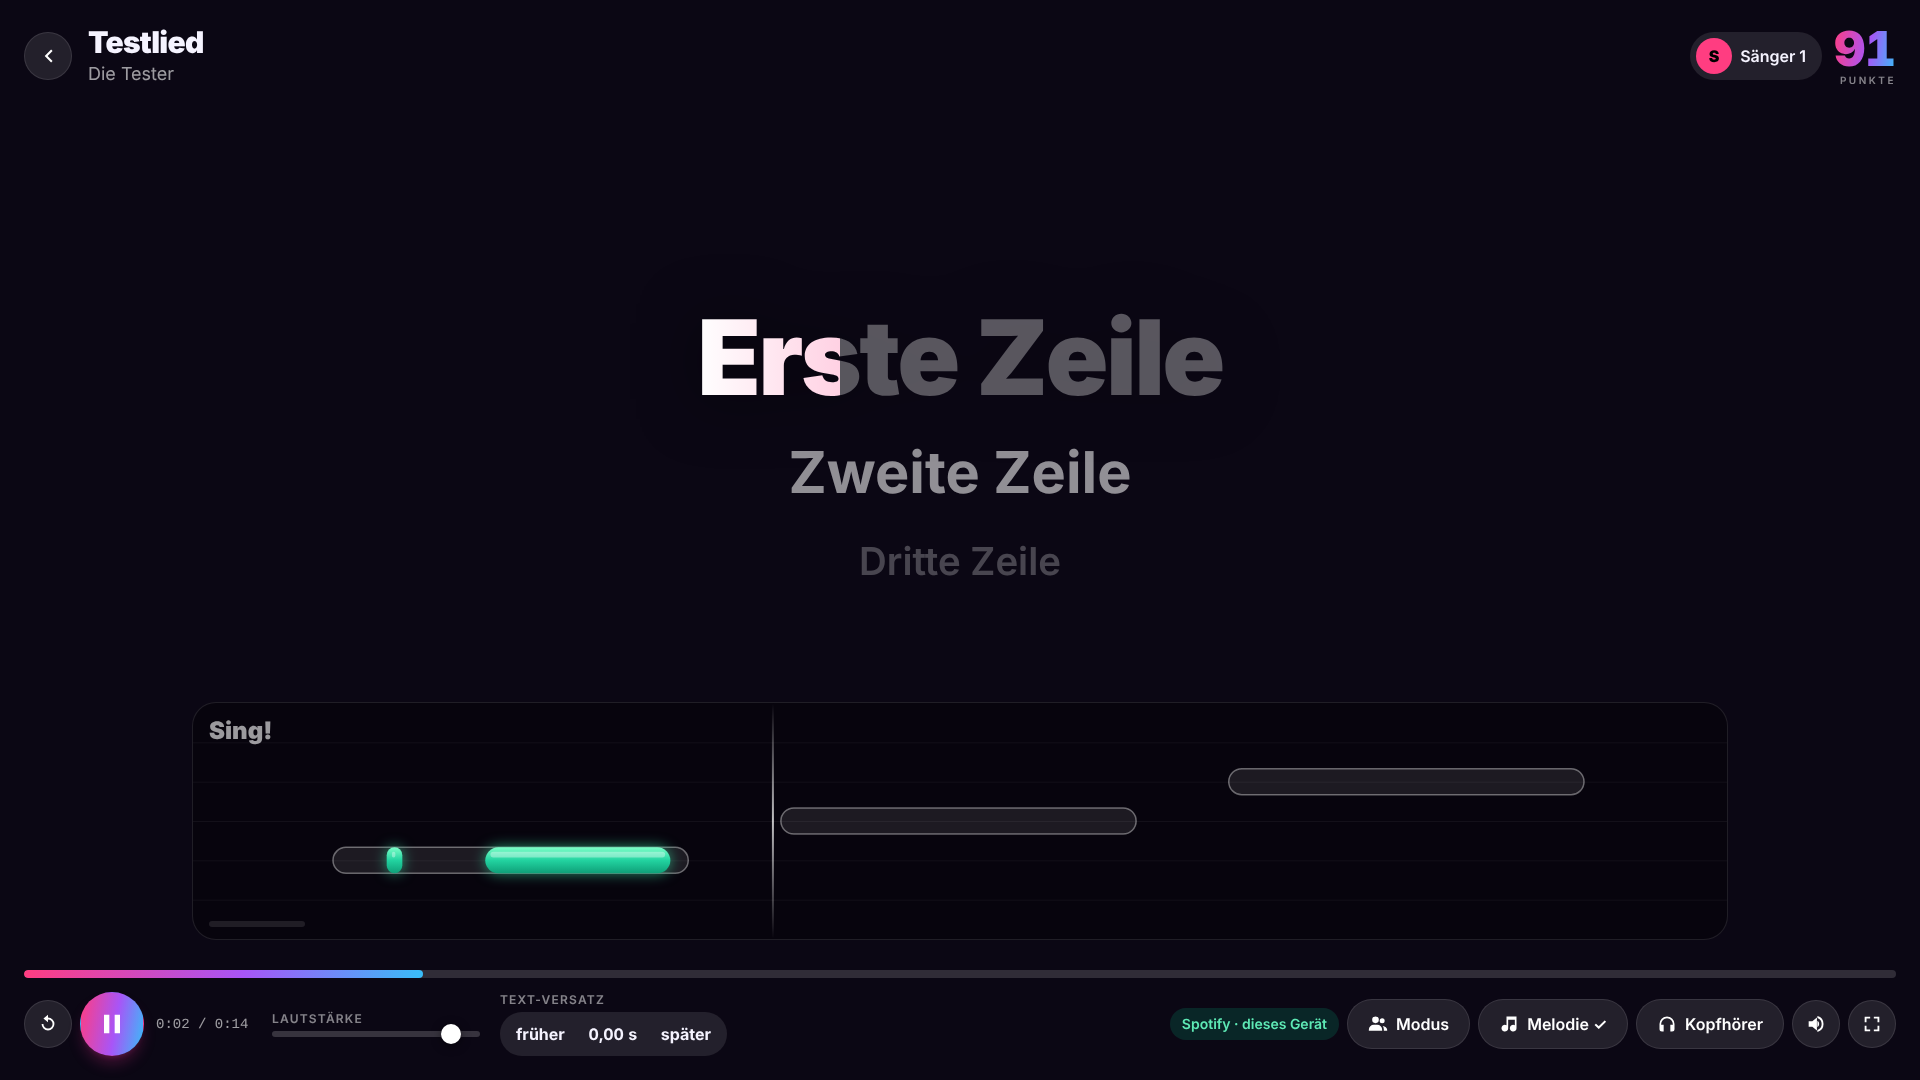 Testlied
Die Tester
S
Sänger 1
91
PUNKTE
Erste Zeile
Zweite Zeile
Dritte Zeile
Sing!
0:02 / 0:14
LAUTSTÄRKE
TEXT-VERSATZ
früher 0,00 s später
Spotify · dieses Gerät
Modus
Melodie ✓
Kopfhörer